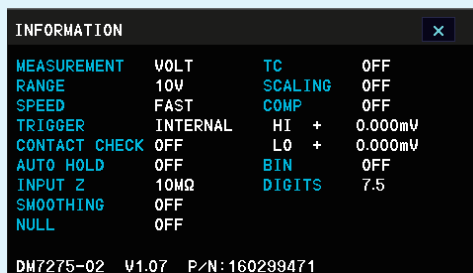 INFORMATION ×
MEASUREMENT VOLT TC OFF
RANGE 10V SCALING OFF
SPEED FAST COMP OFF
TRIGGER INTERNAL HI + 0.000mV
CONTACT CHECK OFF LO + 0.000mV
AUTO HOLD OFF BIN OFF
INPUT Z 10MΩ DIGITS 7.5
SMOOTHING OFF
NULL OFF
DM7275-02 V1.07 P/N:160299471